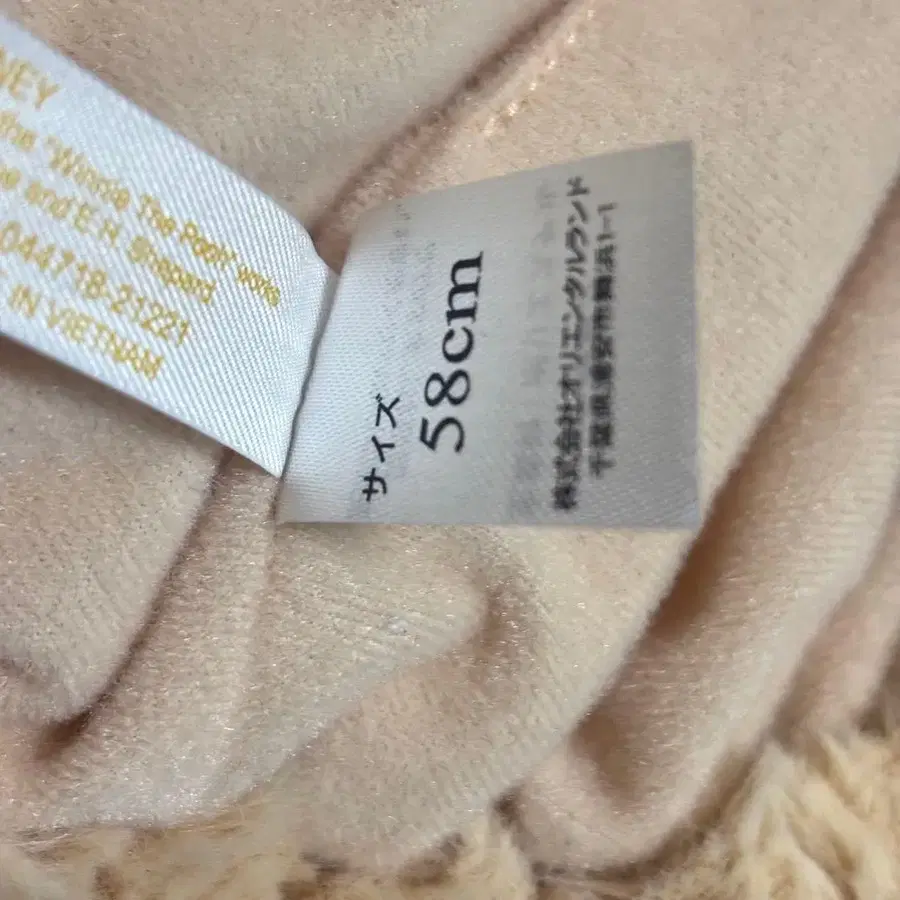 NEY
the "Winnie The Pooh" works
ne and E.H. Shepard
044718-21221
IN VIETNAM
サイズ
58cm
株式会社オリエンタルランド
千葉県浦安市舞浜1-1